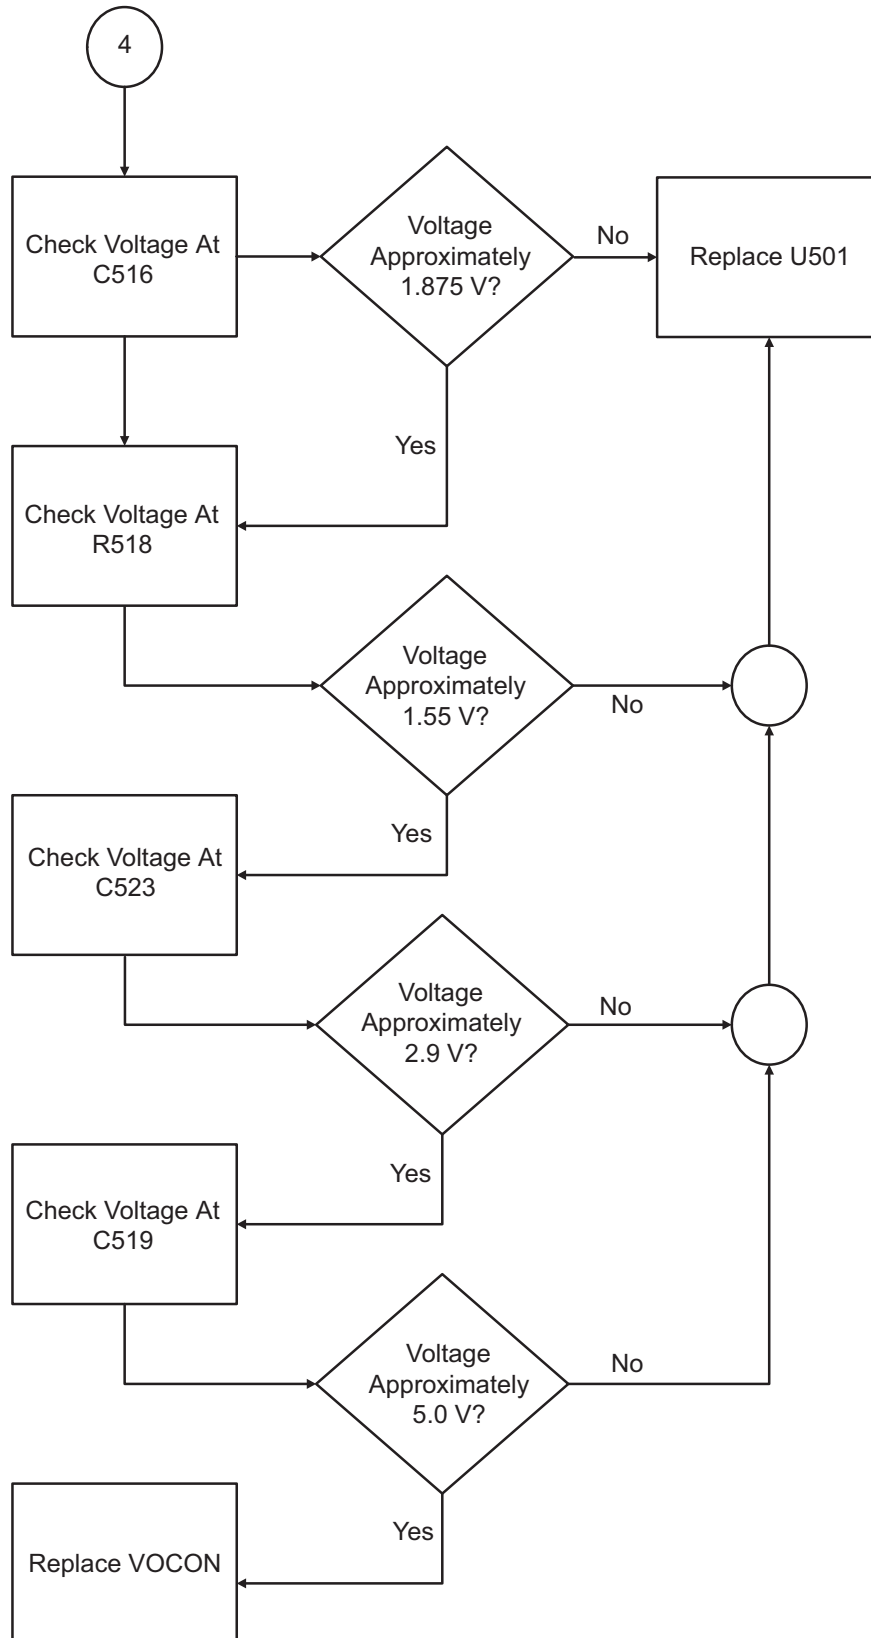 4
Check Voltage At
C516
Voltage
Approximately
1.875 V?
No
Replace U501
Yes
Check Voltage At
R518
Voltage
Approximately
1.55 V?
No
Yes
Check Voltage At
C523
Voltage
Approximately
2.9 V?
No
Yes
Check Voltage At
C519
Voltage
Approximately
5.0 V?
No
Yes
Replace VOCON